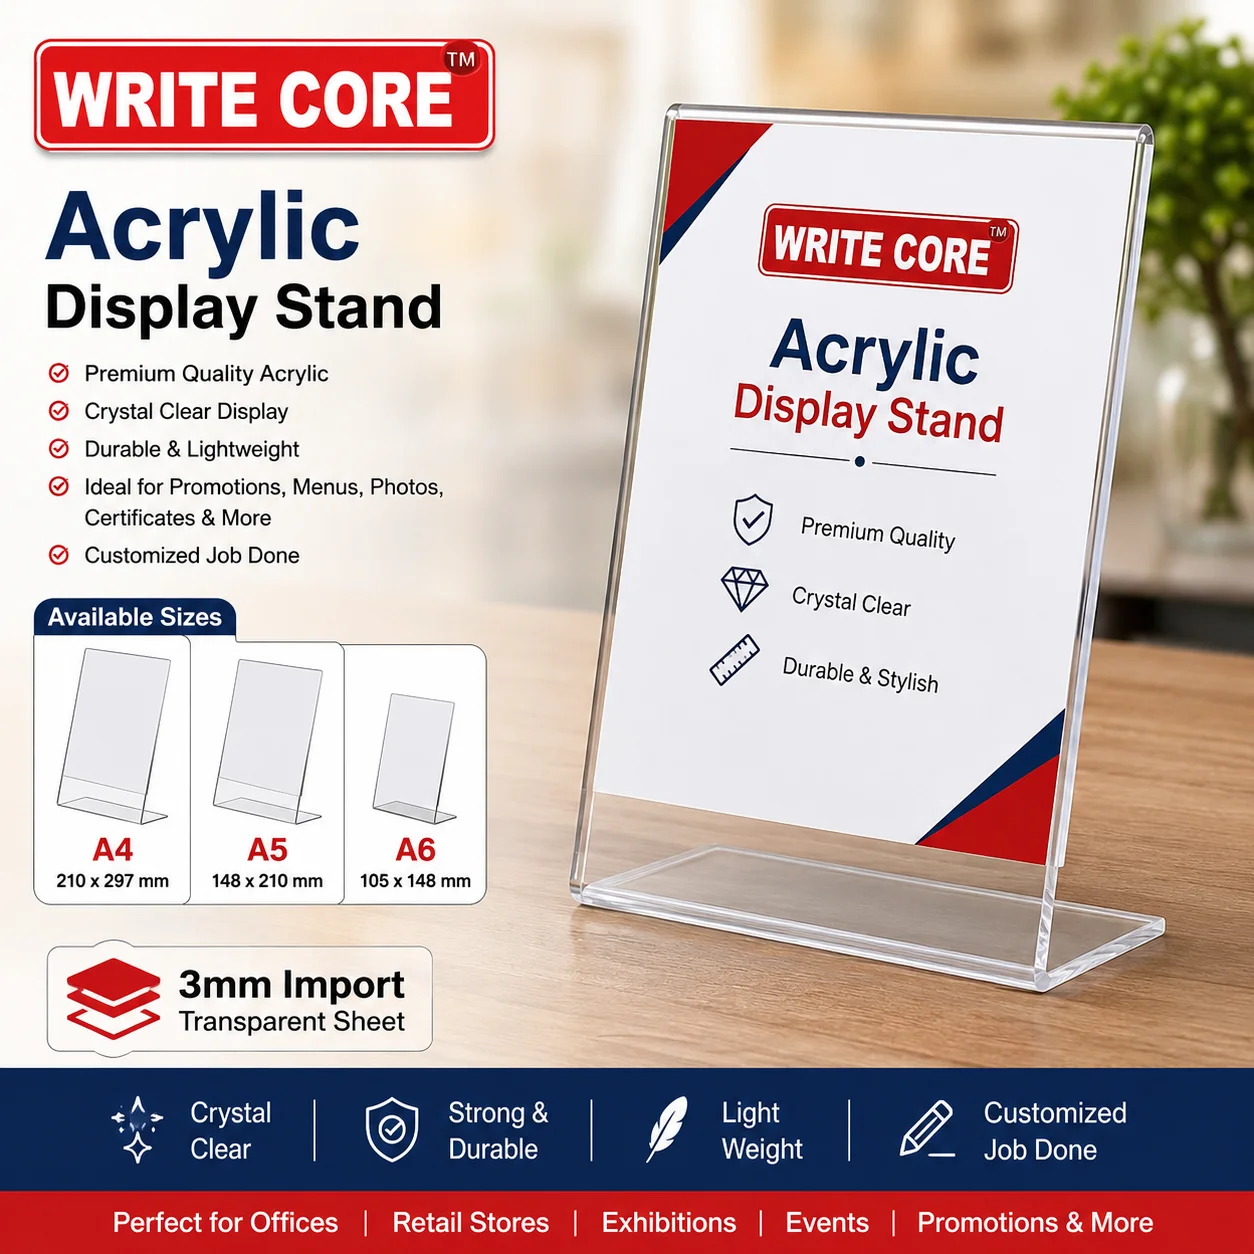 WRITE CORE TM
Acrylic
Display Stand
Premium Quality Acrylic
Crystal Clear Display
Durable & Lightweight
Ideal for Promotions, Menus, Photos,
Certificates & More
Customized Job Done
Available Sizes
A4
210 x 297 mm
A5
148 x 210 mm
A6
105 x 148 mm
3mm Import
Transparent Sheet
WRITE CORE TM
Acrylic
Display Stand
Premium Quality
Crystal Clear
Durable & Stylish
Crystal
Clear
Strong &
Durable
Light
Weight
Customized
Job Done
Perfect for Offices | Retail Stores | Exhibitions | Events | Promotions & More